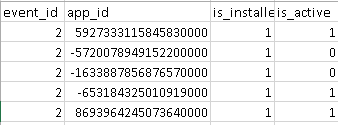 event_id app_id is_installe is_active
2 5927333115845830000 1 1
2 -5720078949152200000 1 0
2 -1633887856876570000 1 0
2 -653184325010919000 1 1
2 8693964245073640000 1 1